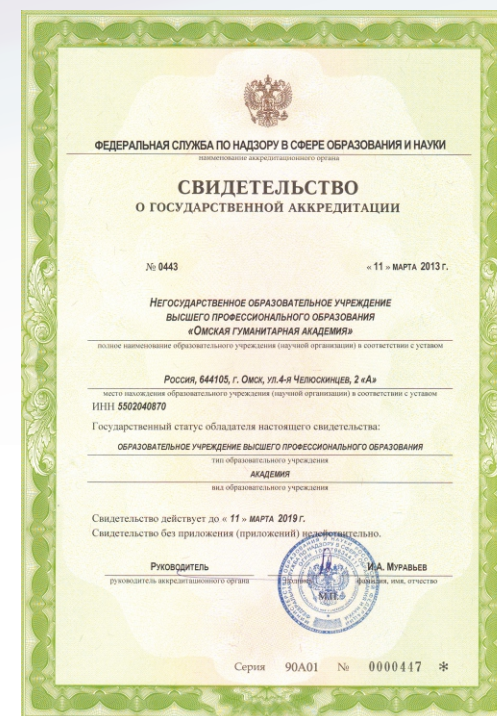 ФЕДЕРАЛЬНАЯ СЛУЖБА ПО НАДЗОРУ В СФЕРЕ ОБРАЗОВАНИЯ И НАУКИ
наименование аккредитационного органа
СВИДЕТЕЛЬСТВО
О ГОСУДАРСТВЕННОЙ АККРЕДИТАЦИИ
№ 0443 « 11 » МАРТА 2013 г.
НЕГОСУДАРСТВЕННОЕ ОБРАЗОВАТЕЛЬНОЕ УЧРЕЖДЕНИЕ
ВЫСШЕГО ПРОФЕССИОНАЛЬНОГО ОБРАЗОВАНИЯ
«ОМСКАЯ ГУМАНИТАРНАЯ АКАДЕМИЯ»
полное наименование образовательного учреждения (научной организации) в соответствии с уставом
РОССИЯ, 644105, г. ОМСК, УЛ.4-я ЧЕЛЮСКИНЦЕВ, 2 «А»
место нахождения образовательного учреждения (научной организации) в соответствии с уставом
ИНН 5502040870
Государственный статус обладателя настоящего свидетельства:
ОБРАЗОВАТЕЛЬНОЕ УЧРЕЖДЕНИЕ ВЫСШЕГО ПРОФЕССИОНАЛЬНОГО ОБРАЗОВАНИЯ
тип образовательного учреждения
АКАДЕМИЯ
вид образовательного учреждения
Свидетельство действует до « 11 » МАРТА 2019 г.
Свидетельство без приложения (приложений) недействительно.
РУКОВОДИТЕЛЬ И.А. МУРАВЬЕВ
руководитель аккредитационного органа фамилия, имя, отчество
Серия 90А01 № 0000447 *